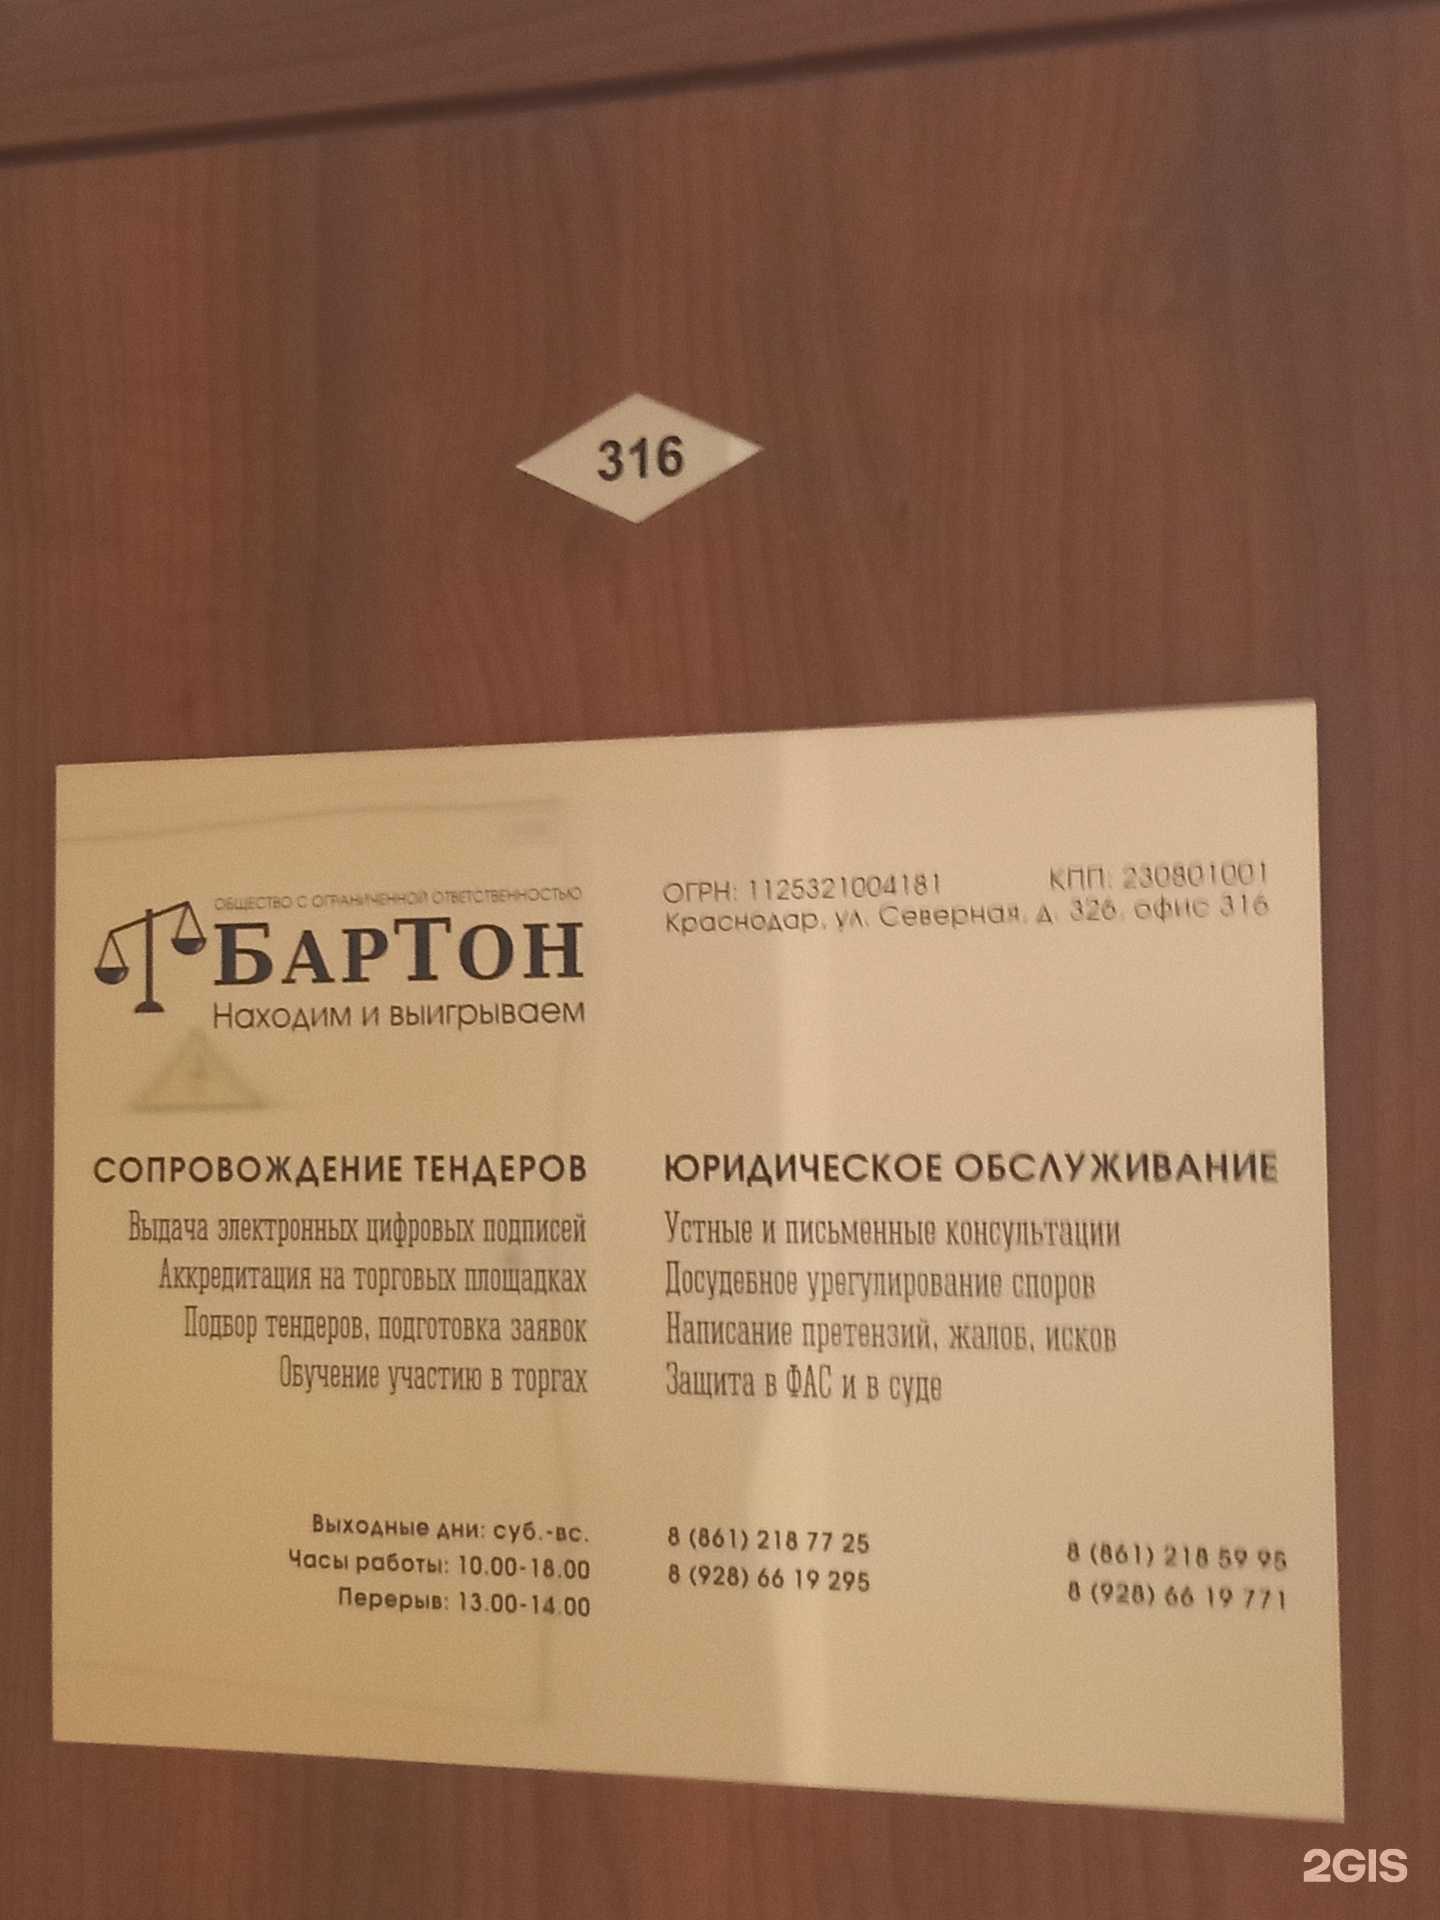 316
ОБЩЕСТВО С ОГРАНИЧЕННОЙ ОТВЕТСТВЕННОСТЬЮ
БАРТОН
Находим и выигрываем
ОГРН: 1125321004181 КПП: 230801001
Краснодар, ул. Северная, д. 326, офис 316
СОПРОВОЖДЕНИЕ ТЕНДЕРОВ
Выдача электронных цифровых подписей
Аккредитация на торговых площадках
Подбор тендеров, подготовка заявок
Обучение участию в торгах
ЮРИДИЧЕСКОЕ ОБСЛУЖИВАНИЕ
Устные и письменные консультации
Досудебное урегулирование споров
Написание претензий, жалоб, исков
Защита в ФАС и в суде
Выходные дни: суб.-вс.
Часы работы: 10.00-18.00
Перерыв: 13.00-14.00
8 (861) 218 77 25
8 (928) 66 19 295
8 (861) 218 59 95
8 (928) 66 19 771
2GIS